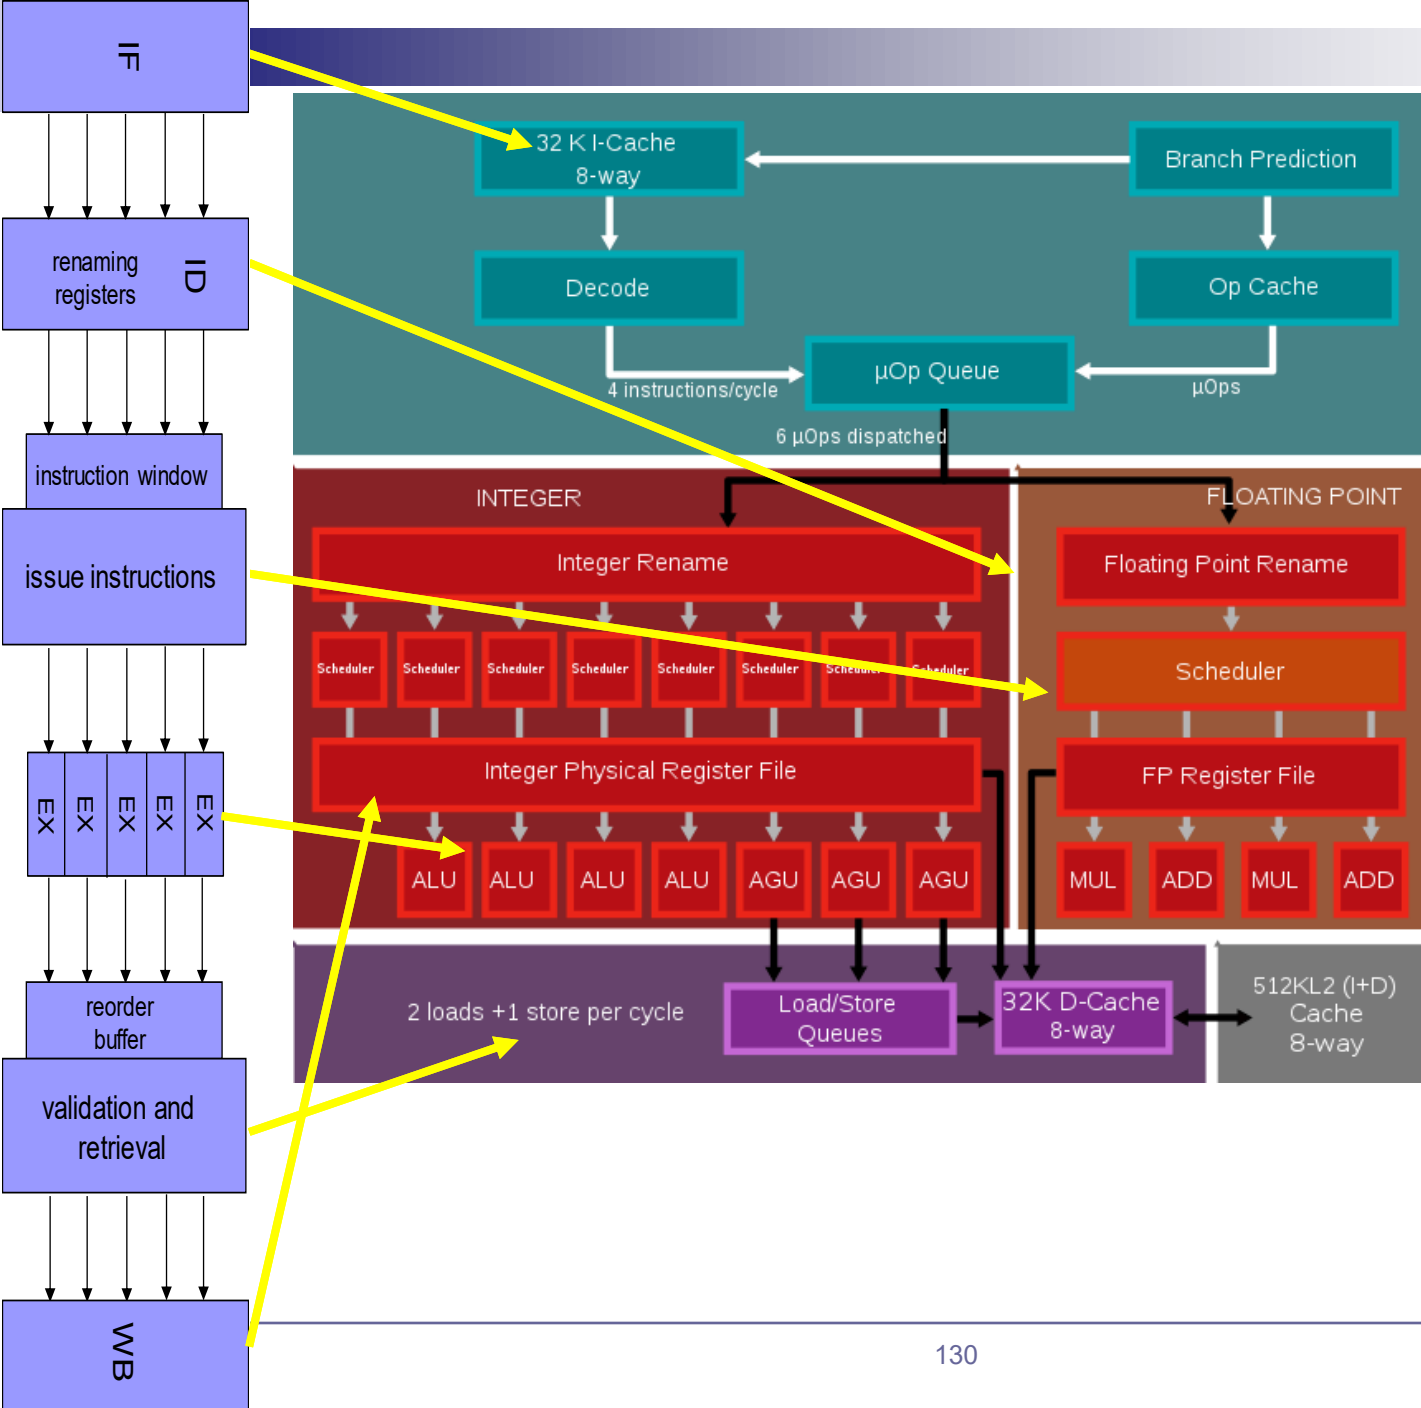 IF
renaming
registers
ID
instruction window
issue instructions
EX EX EX EX EX
reorder
buffer
validation and
retrieval
WB
32 K I-Cache
8-way
Branch Prediction
Decode
Op Cache
µOp Queue
4 instructions/cycle
µOps
6 µOps dispatched
INTEGER
FLOATING POINT
Integer Rename
Floating Point Rename
Scheduler Scheduler Scheduler Scheduler Scheduler Scheduler Scheduler Scheduler
Scheduler
Integer Physical Register File
FP Register File
ALU ALU ALU ALU AGU AGU AGU
MUL ADD MUL ADD
2 loads +1 store per cycle
Load/Store
Queues
32K D-Cache
8-way
512KL2 (I+D)
Cache
8-way
130